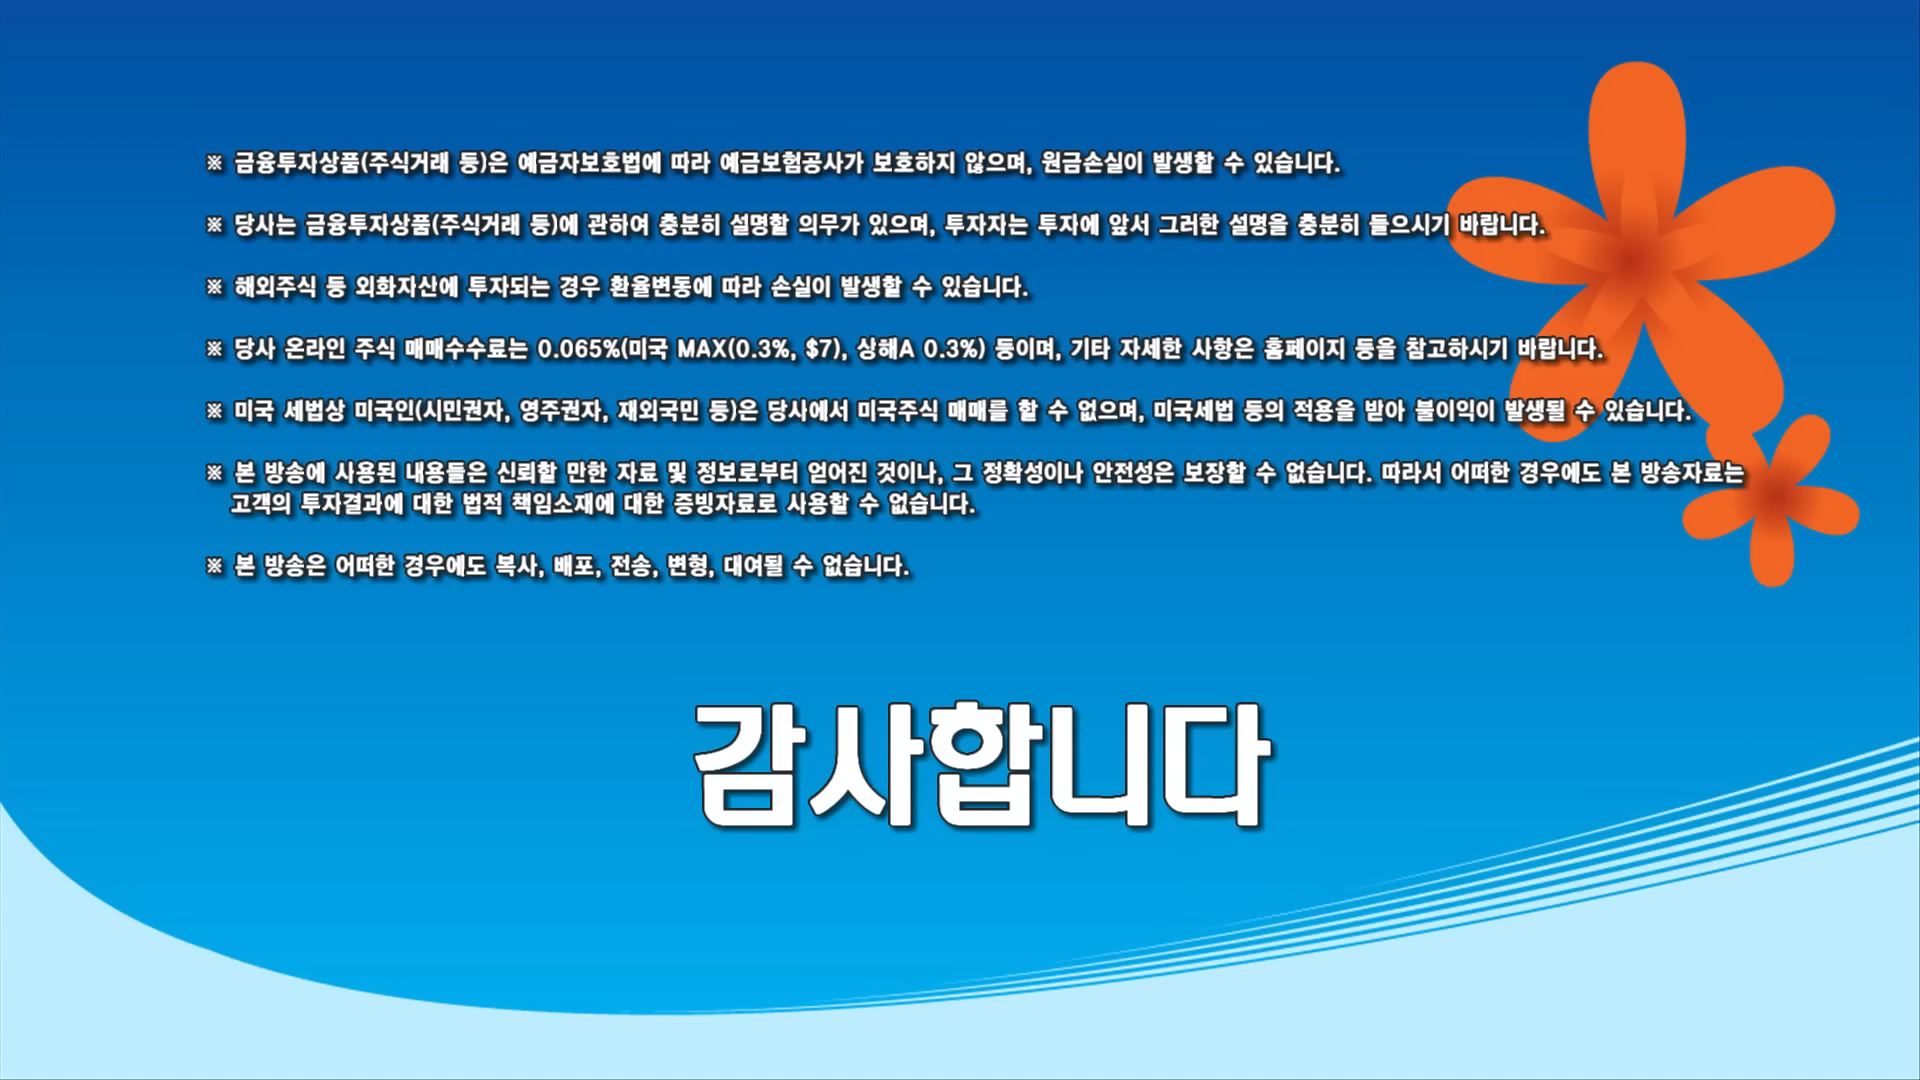 ※ 금융투자상품(주식거래 등)은 예금자보호법에 따라 예금보험공사가 보호하지 않으며, 원금손실이 발생할 수 있습니다.
※ 당사는 금융투자상품(주식거래 등)에 관하여 충분히 설명할 의무가 있으며, 투자자는 투자에 앞서 그러한 설명을 충분히 들으시기 바랍니다.
※ 해외주식 등 외화자산에 투자되는 경우 환율변동에 따라 손실이 발생할 수 있습니다.
※ 당사 온라인 주식 매매수수료는 0.065%(미국 MAX(0.3%, $7), 상해A 0.3%) 등이며, 기타 자세한 사항은 홈페이지 등을 참고하시기 바랍니다.
※ 미국 세법상 미국인(시민권자, 영주권자, 재외국민 등)은 당사에서 미국주식 매매를 할 수 없으며, 미국세법 등의 적용을 받아 불이익이 발생될 수 있습니다.
※ 본 방송에 사용된 내용들은 신뢰할 만한 자료 및 정보로부터 얻어진 것이나, 그 정확성이나 안전성은 보장할 수 없습니다. 따라서 어떠한 경우에도 본 방송자료는
고객의 투자결과에 대한 법적 책임소재에 대한 증빙자료로 사용할 수 없습니다.
※ 본 방송은 어떠한 경우에도 복사, 배포, 전송, 변형, 대여될 수 없습니다.
감사합니다